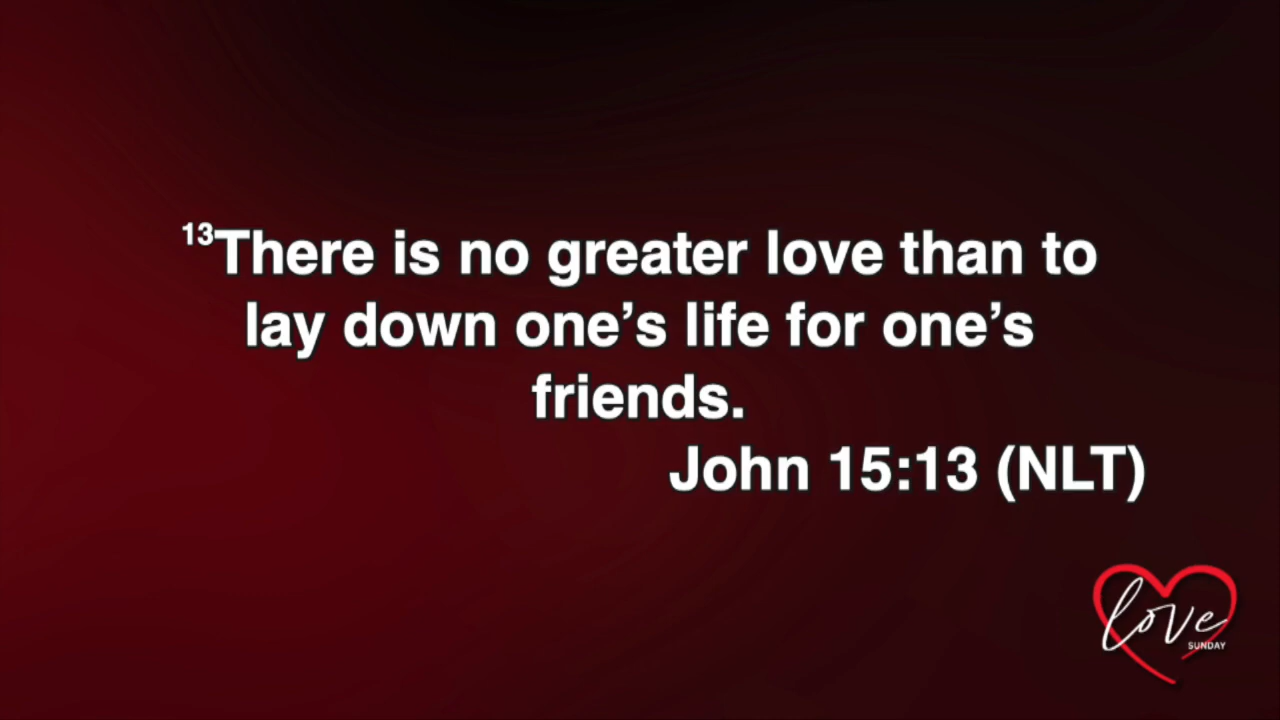 ¹³There is no greater love than to
lay down one’s life for one’s
friends.
John 15:13 (NLT)
love
SUNDAY